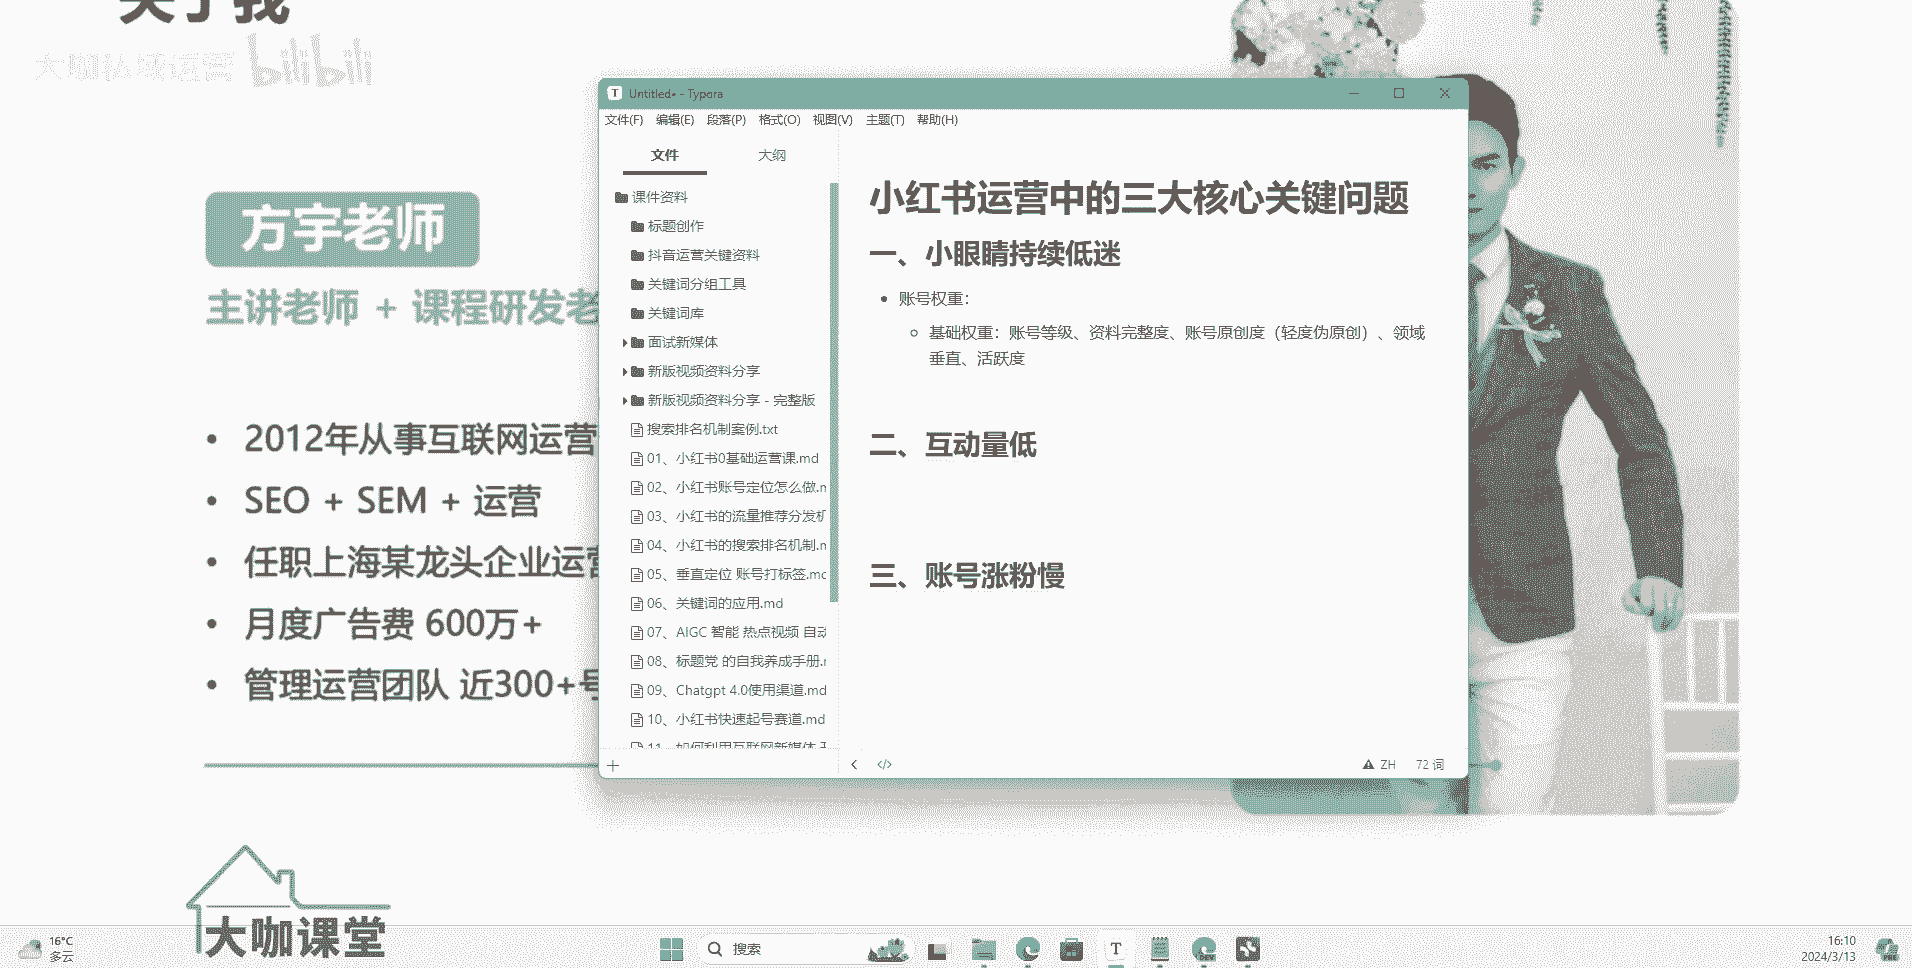 关于我
大咖私域运营 bilibili
方宇老师
主讲老师 + 课程研发老
• 2012年从事互联网运营
• SEO + SEM + 运营
• 任职上海某龙头企业运营
• 月度广告费 600万+
• 管理运营团队 近300+号
大咖课堂
Untitled• - Typora
文件(F) 编辑(E) 段落(P) 格式(O) 视图(V) 主题(T) 帮助(H)
文件 大纲
课件资料
标题创作
抖音运营关键资料
关键词分组工具
关键词库
面试新媒体
新版视频资料分享
新版视频资料分享 - 完整版
搜索排名机制案例.txt
01、小红书0基础运营课.md
02、小红书账号定位怎么做.m
03、小红书的流量推荐分发机
04、小红书的搜索排名机制.m
05、垂直定位 账号打标签.md
06、关键词的应用.md
07、AIGC 智能 热点视频 自动
08、标题党 的自我养成手册.m
09、Chatgpt 4.0使用渠道.md
10、小红书快速起号赛道.md
11、如何利用互联网新媒体
小红书运营中的三大核心关键问题
一、小眼睛持续低迷
• 账号权重：
◦ 基础权重：账号等级、资料完整度、账号原创度（轻度伪原创）、领域
垂直、活跃度
二、互动量低
三、账号涨粉慢
ZH 72 词
16°C
多云
搜索
T
DEV
16:10
2024/3/13
PRE